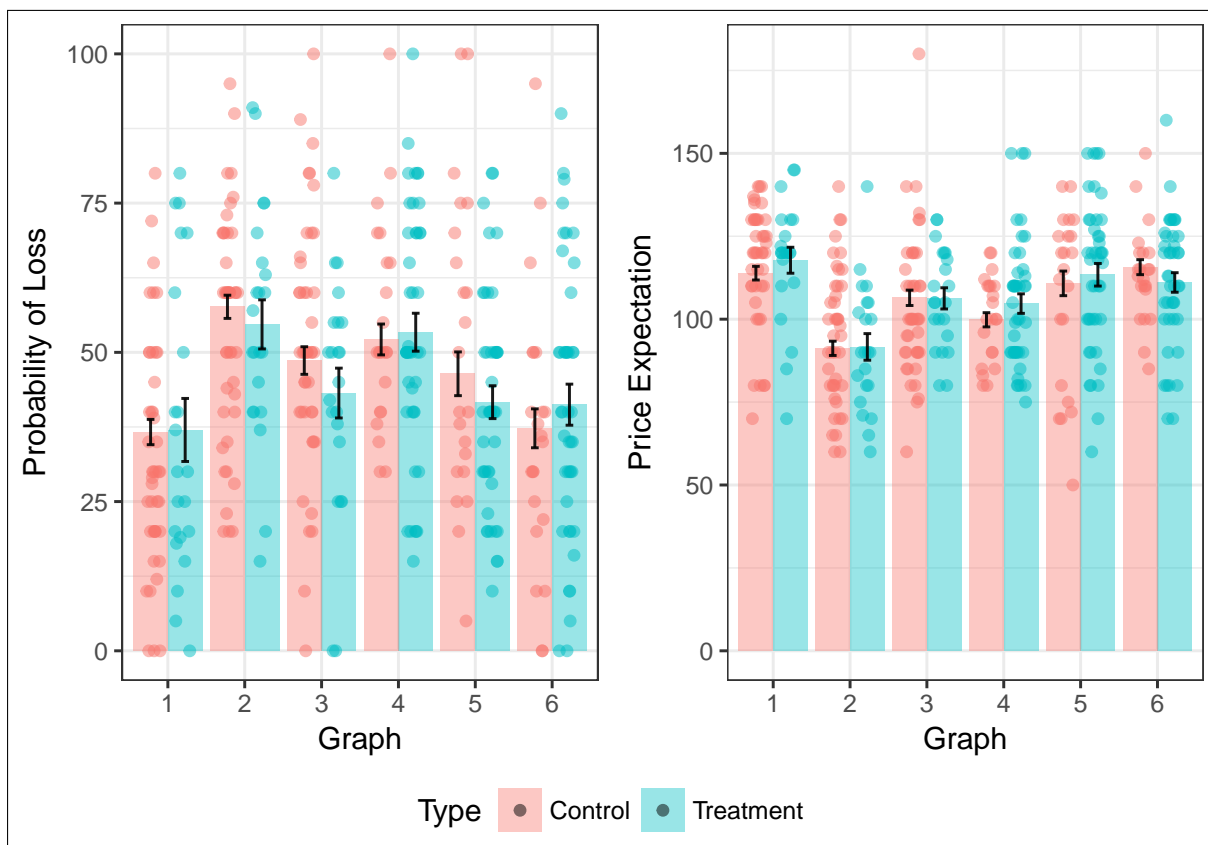 Probability of Loss
100
75
50
25
0
1 2 3 4 5 6
Graph
Price Expectation
150
100
50
0
1 2 3 4 5 6
Graph
Type Control Treatment